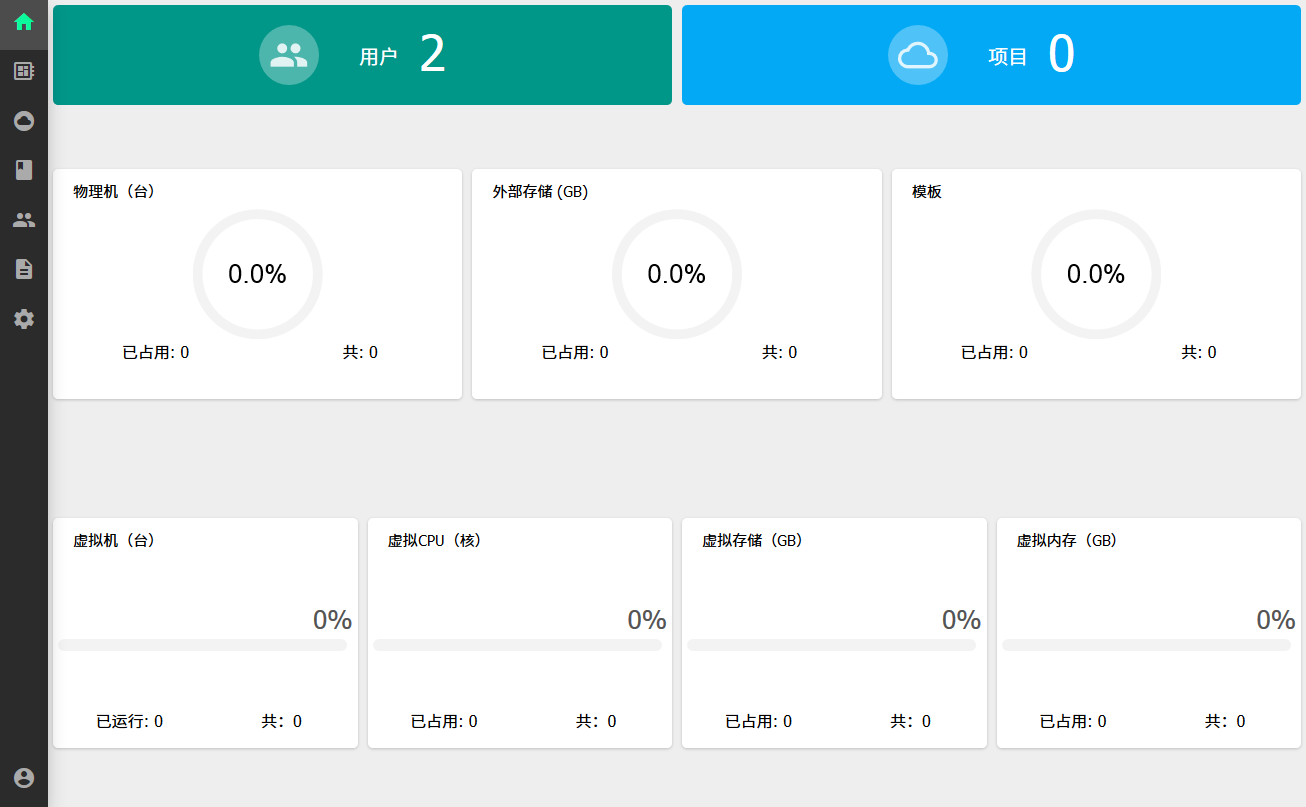 用户 2
项目 0
物理机（台）
0.0%
已占用: 0 共: 0
外部存储 (GB)
0.0%
已占用: 0 共: 0
模板
0.0%
已占用: 0 共: 0
虚拟机（台）
0%
已运行: 0 共：0
虚拟CPU（核）
0%
已占用: 0 共：0
虚拟存储（GB）
0%
已占用: 0 共：0
虚拟内存（GB）
0%
已占用: 0 共：0